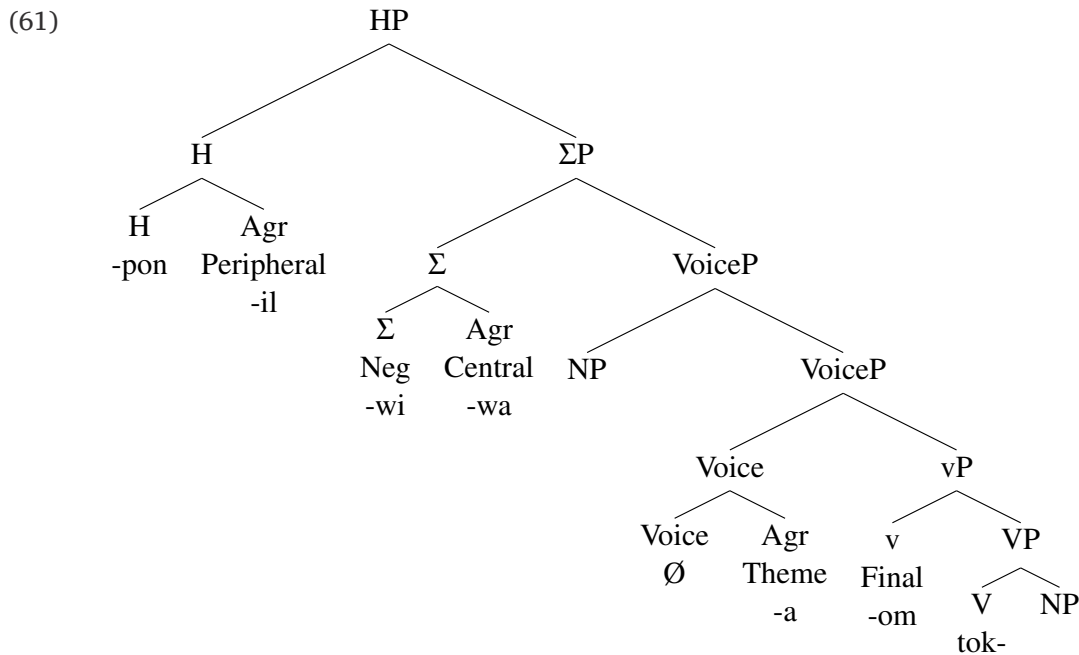 (61) HP
H ΣP
H Agr Σ VoiceP
-pon Peripheral
-il
Σ Agr NP VoiceP
Neg Central
-wi -wa
Voice vP
Voice Agr v VP
Ø Theme Final
-a -om V NP
tok-